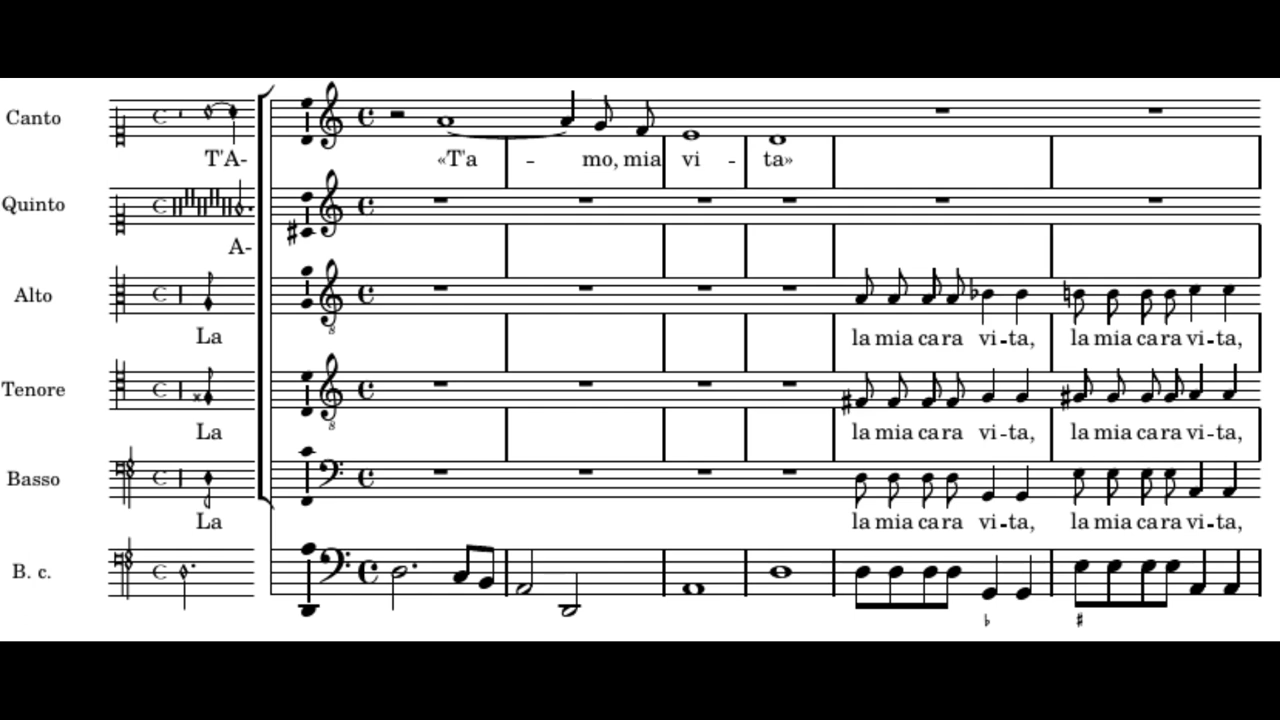 Canto
T'A- «T'a – mo, mia vi - ta»
Quinto
A-
Alto
La la mia cara vi-ta, la mia cara vi-ta,
Tenore
La la mia cara vi-ta, la mia cara vi-ta,
Basso
La la mia cara vi-ta, la mia cara vi-ta,
B. c.